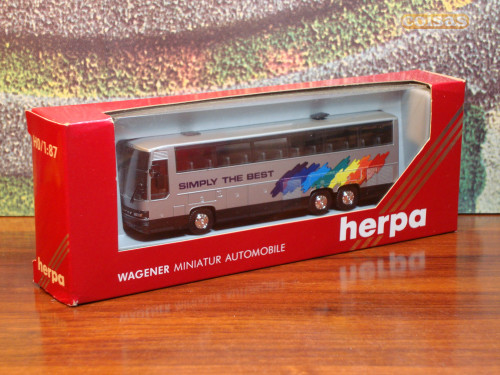 H0/1:87
SIMPLY THE BEST
herpa
WAGENER MINIATUR AUTOMOBILE
herpa